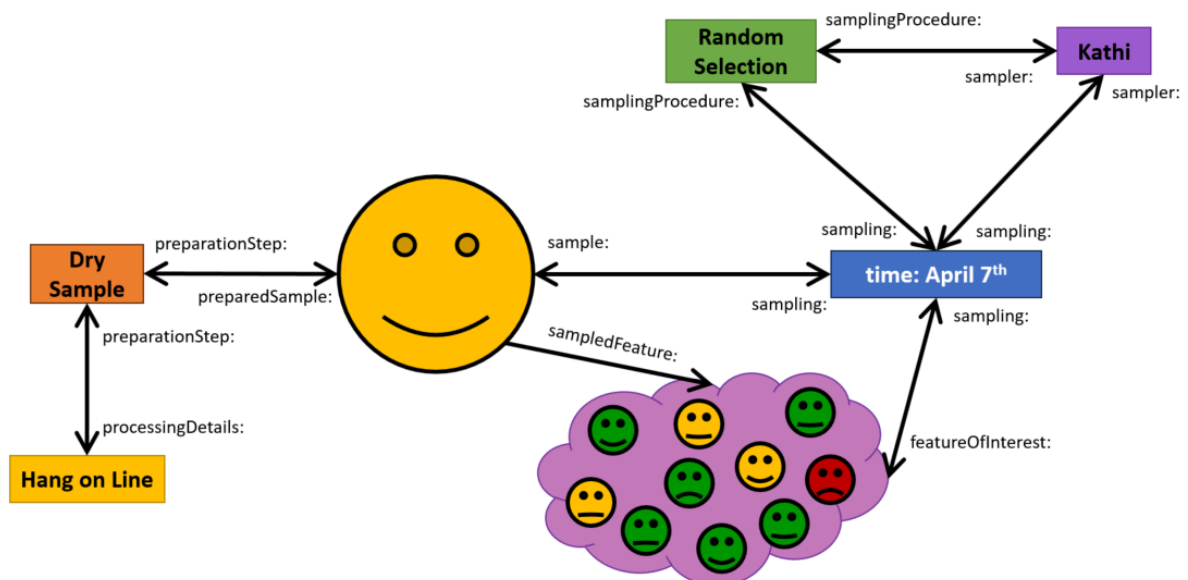 samplingProcedure:
Random
Selection
Kathi
sampler:
samplingProcedure:
sampler:
sampling:
sampling:
preparationStep:
sample:
Dry
Sample
time: April 7th
preparedSample:
sampling:
sampling:
preparationStep:
sampledFeature:
processingDetails:
featureOfInterest:
Hang on Line